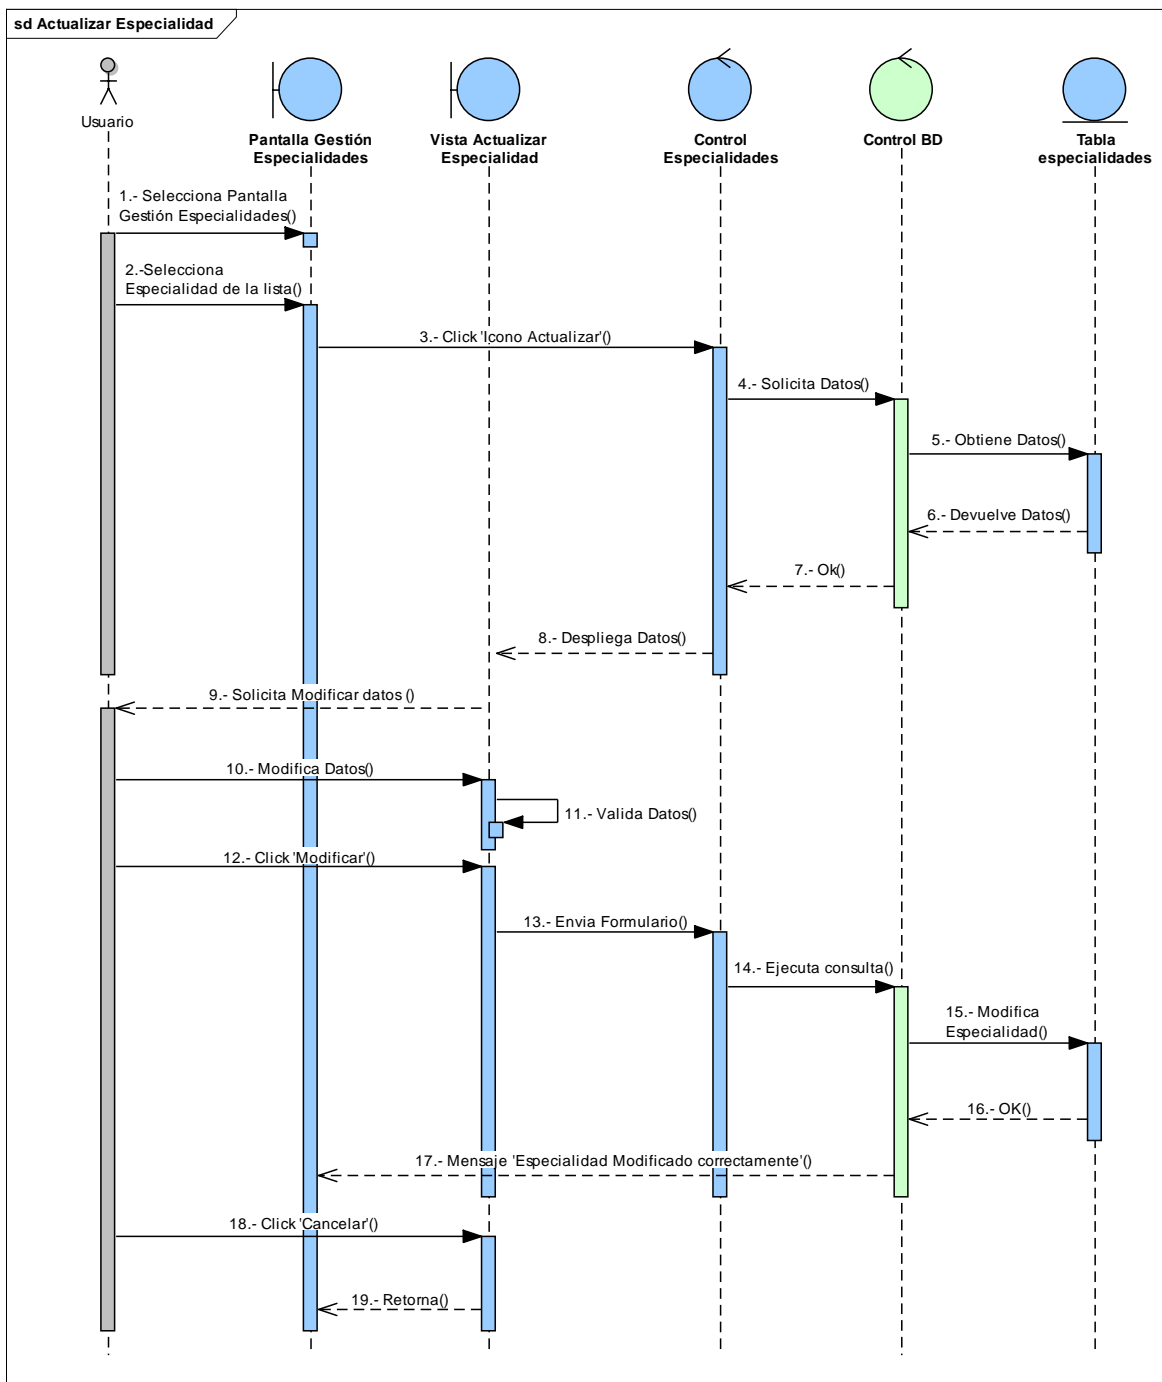 sd Actualizar Especialidad
Usuario
Pantalla Gestión
Especialidades
Vista Actualizar
Especialidad
Control
Especialidades
Control BD
Tabla
especialidades
1.- Selecciona Pantalla
Gestión Especialidades()
2.-Selecciona
Especialidad de la lista()
3.- Click 'Icono Actualizar'()
4.- Solicita Datos()
5.- Obtiene Datos()
6.- Devuelve Datos()
7.- Ok()
8.- Despliega Datos()
9.- Solicita Modificar datos ()
10.- Modifica Datos()
11.- Valida Datos()
12.- Click 'Modificar'()
13.- Envia Formulario()
14.- Ejecuta consulta()
15.- Modifica
Especialidad()
16.- OK()
17.- Mensaje 'Especialidad Modificado correctamente'()
18.- Click 'Cancelar'()
19.- Retorna()